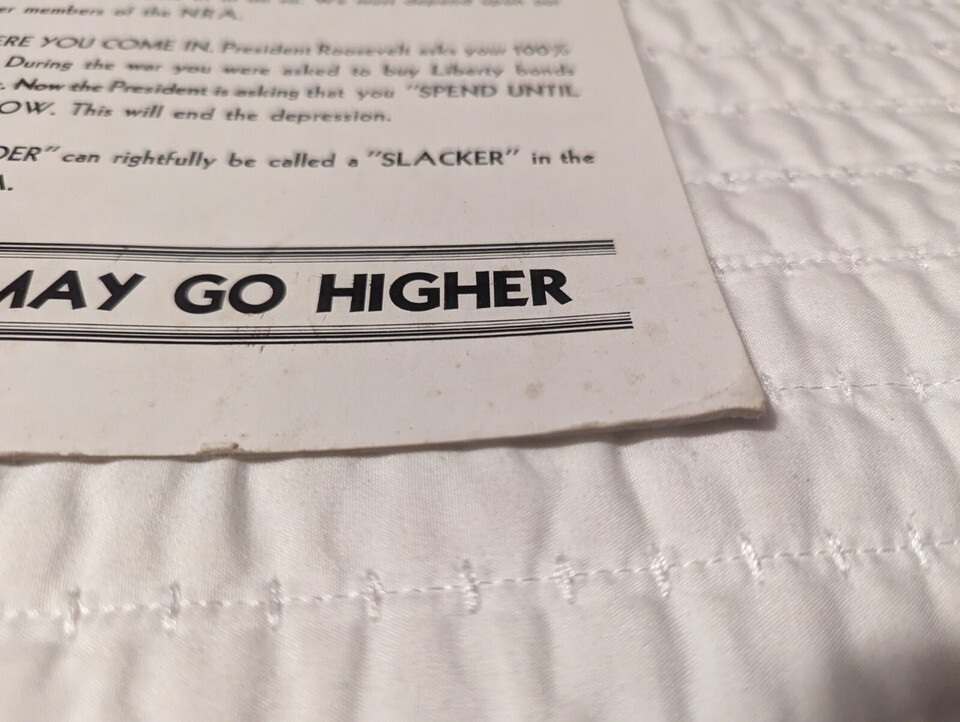 er members of the NRA.
ERE YOU COME IN. President Roosevelt asks your 100%
During the war you were asked to buy Liberty bonds
. Now the President is asking that you "SPEND UNTIL
OW. This will end the depression.
DER" can rightfully be called a "SLACKER" in the
A.
MAY GO HIGHER